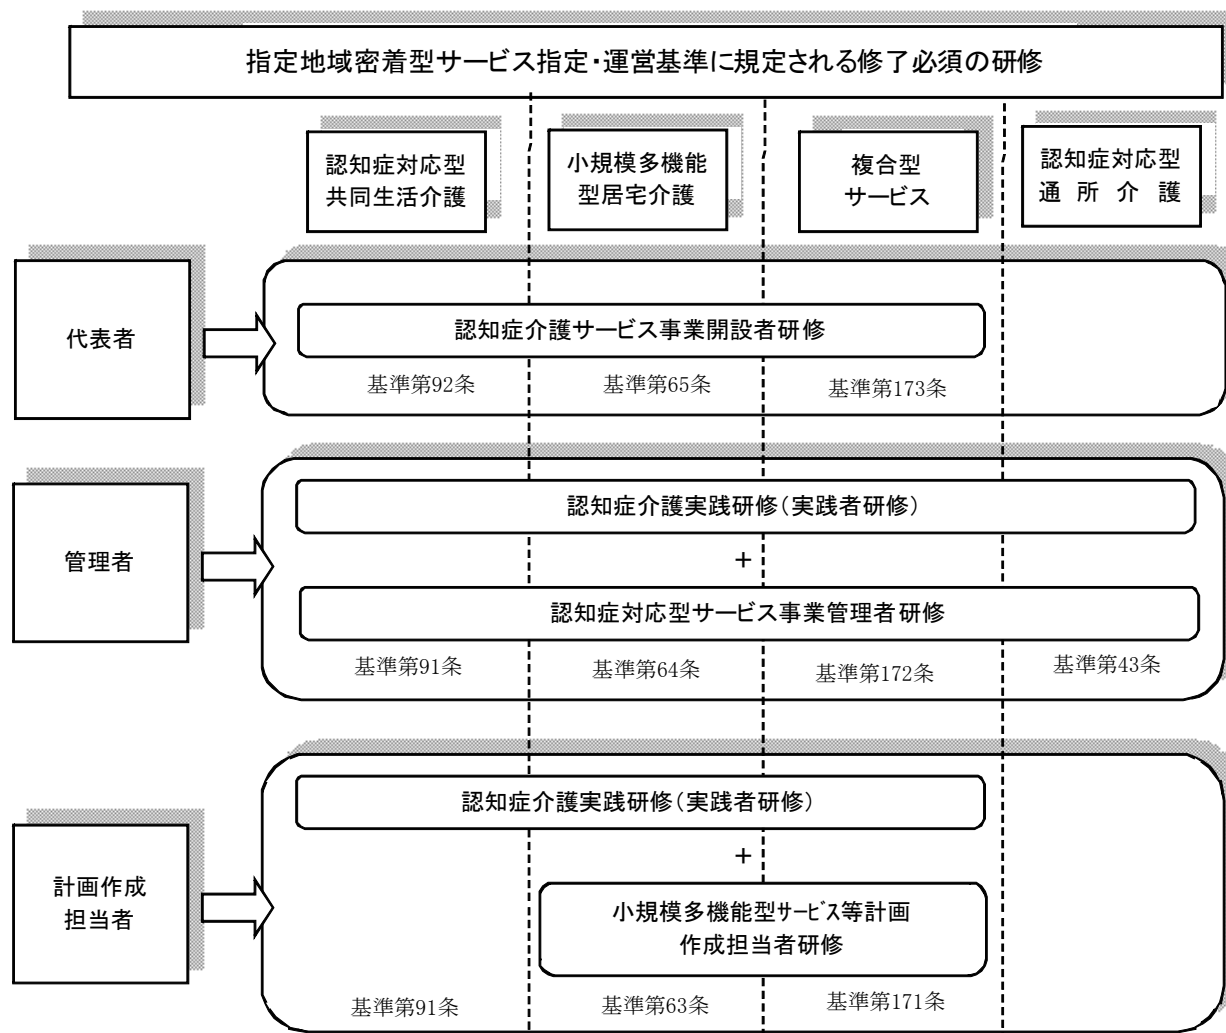 指定地域密着型サービス指定・運営基準に規定される修了必須の研修
認知症対応型
共同生活介護
小規模多機能
型居宅介護
複合型
サービス
認知症対応型
通所介護
代表者
認知症介護サービス事業開設者研修
基準第92条
基準第65条
基準第173条
管理者
認知症介護実践研修(実践者研修)
+
認知症対応型サービス事業管理者研修
基準第91条
基準第64条
基準第172条
基準第43条
計画作成
担当者
認知症介護実践研修(実践者研修)
+
小規模多機能型サービス等計画
作成担当者研修
基準第91条
基準第63条
基準第171条